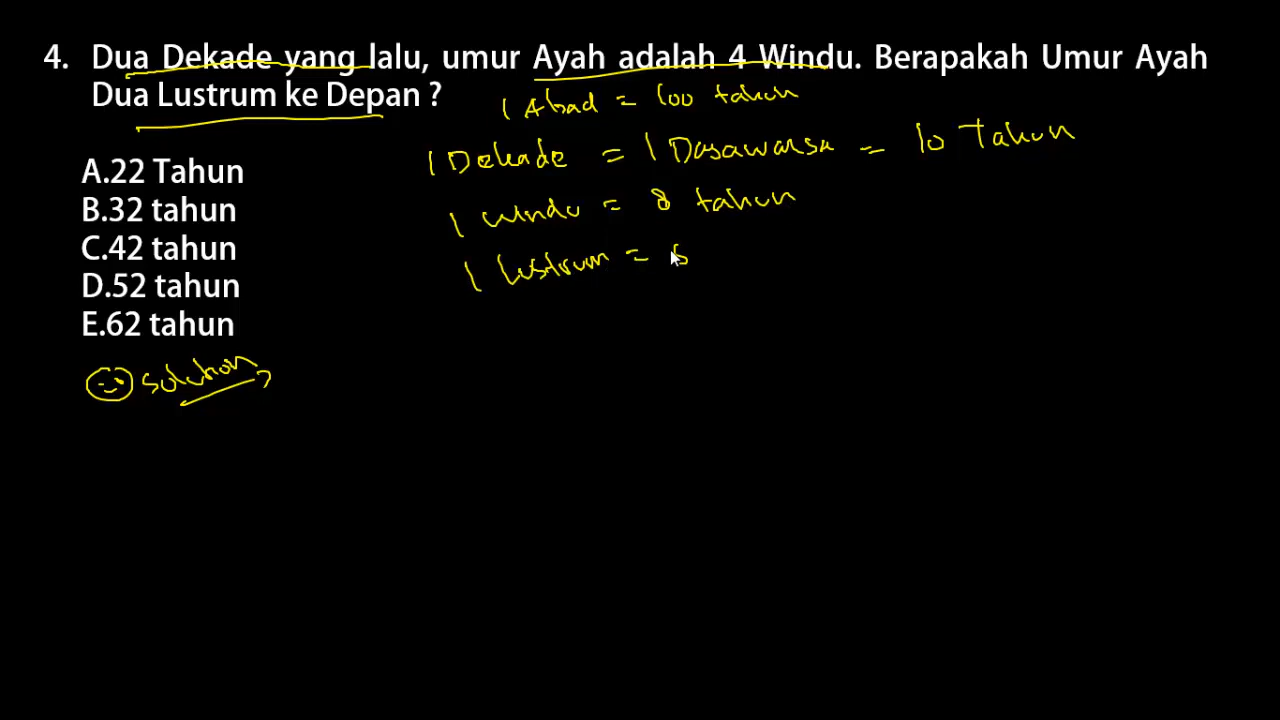 4. Dua Dekade yang lalu, umur Ayah adalah 4 Windu. Berapakah Umur Ayah
Dua Lustrum ke Depan ?
1 Abad = 100 tahun
1 Dekade = 1 Dasawarsa = 10 Tahun
1 windu = 8 tahun
1 lustrum = 5
A.22 Tahun
B.32 tahun
C.42 tahun
D.52 tahun
E.62 tahun
solution